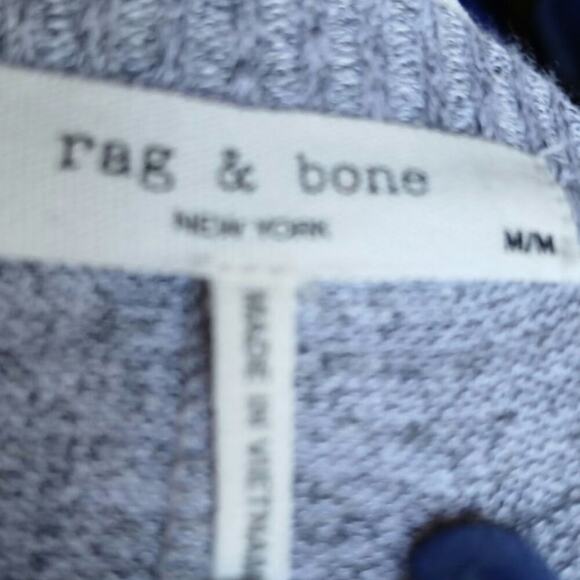 rag & bone
NEW YORK
M/M
MADE IN VIETNAM